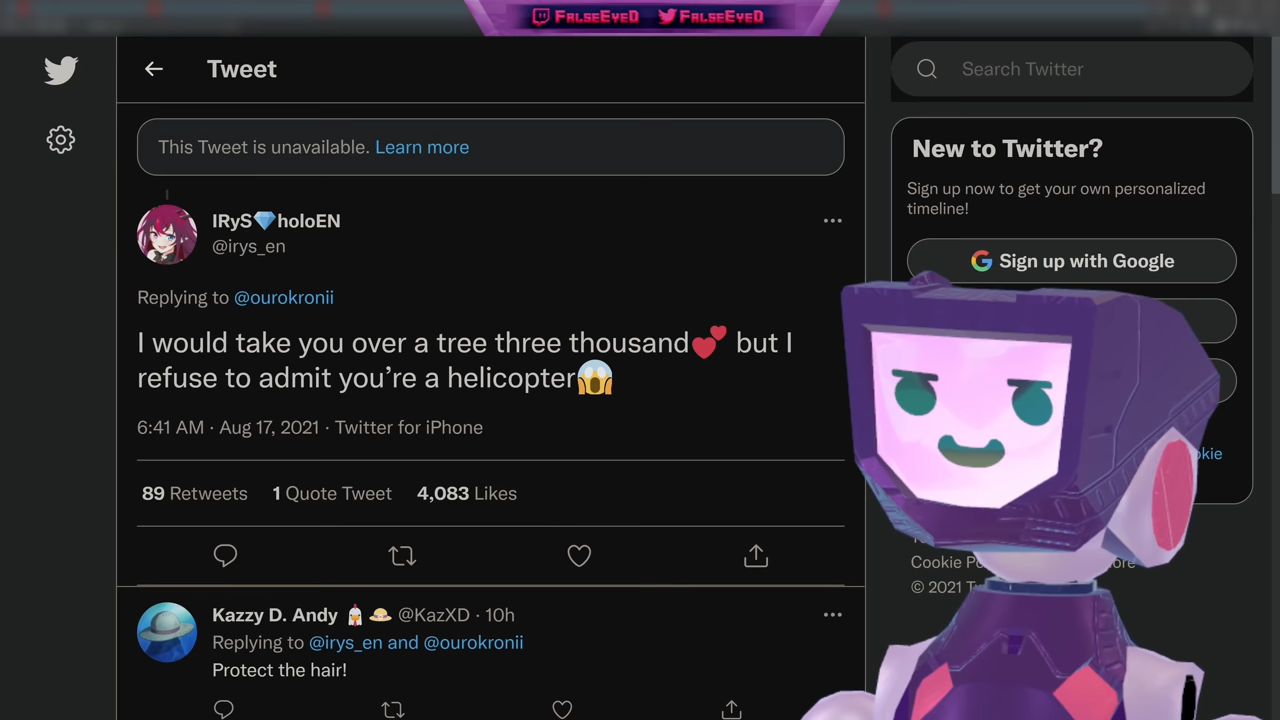 FalseEyeD FalseEyeD
Tweet
Search Twitter
This Tweet is unavailable. Learn more
New to Twitter?
Sign up now to get your own personalized
timeline!
Sign up with Google
IRyS💎holoEN
@irys_en
Replying to @ourokronii
I would take you over a tree three thousand💕 but I
refuse to admit you’re a helicopter😱
6:41 AM · Aug 17, 2021 · Twitter for iPhone
89 Retweets 1 Quote Tweet 4,083 Likes
Cookie
© 2021
Kazzy D. Andy 🐔👒 @KazXD · 10h
Replying to @irys_en and @ourokronii
Protect the hair!